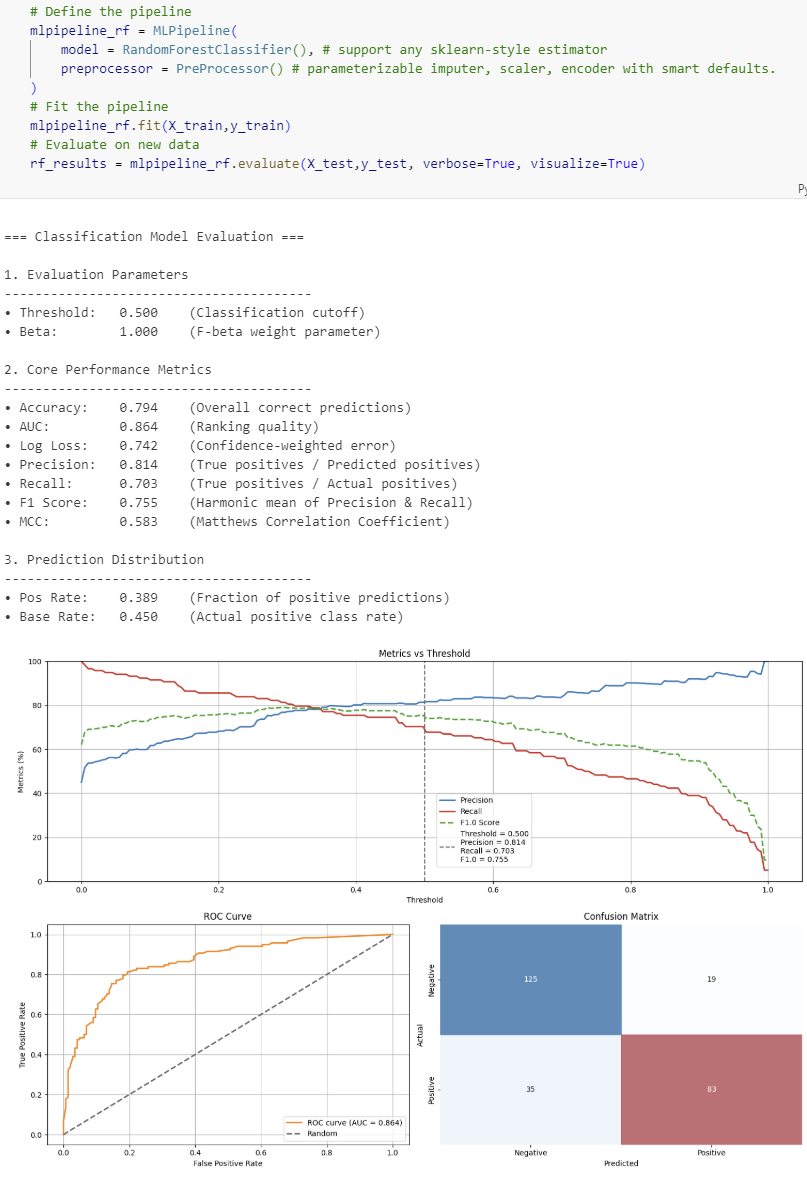 # Define the pipeline
mlpipeline_rf = MLPipeline(
model = RandomForestClassifier(), # support any sklearn-style estimator
preprocessor = PreProcessor() # parameterizable imputer, scaler, encoder with smart defaults.
)
# Fit the pipeline
mlpipeline_rf.fit(X_train,y_train)
# Evaluate on new data
rf_results = mlpipeline_rf.evaluate(X_test,y_test, verbose=True, visualize=True)
=== Classification Model Evaluation ===
1. Evaluation Parameters
----------------------------------------
• Threshold: 0.500 (Classification cutoff)
• Beta: 1.000 (F-beta weight parameter)
2. Core Performance Metrics
----------------------------------------
• Accuracy: 0.794 (Overall correct predictions)
• AUC: 0.864 (Ranking quality)
• Log Loss: 0.742 (Confidence-weighted error)
• Precision: 0.814 (True positives / Predicted positives)
• Recall: 0.703 (True positives / Actual positives)
• F1 Score: 0.755 (Harmonic mean of Precision & Recall)
• MCC: 0.583 (Matthews Correlation Coefficient)
3. Prediction Distribution
----------------------------------------
• Pos Rate: 0.389 (Fraction of positive predictions)
• Base Rate: 0.450 (Actual positive class rate)
Metrics vs Threshold
Metrics (%)
100
80
60
40
20
0
Precision
Recall
F1.0 Score
Threshold = 0.500
Precision = 0.814
Recall = 0.703
F1.0 = 0.755
0.0 0.2 0.4 0.6 0.8 1.0
Threshold
ROC Curve
True Positive Rate
1.0
0.8
0.6
0.4
0.2
0.0
ROC curve (AUC = 0.864)
Random
0.0 0.2 0.4 0.6 0.8 1.0
False Positive Rate
Confusion Matrix
Actual
Negative
125 19
Positive
35 83
Negative Positive
Predicted